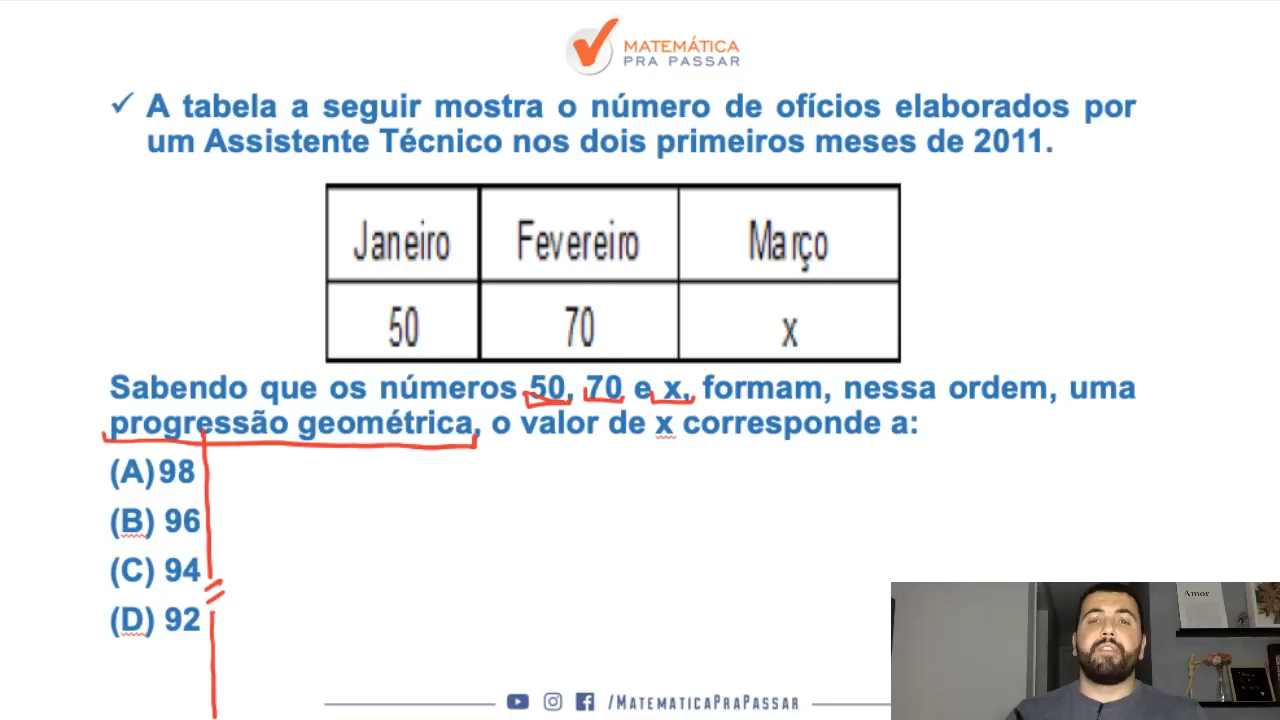 MATEMÁTICA
PRA PASSAR
✓ A tabela a seguir mostra o número de ofícios elaborados por
um Assistente Técnico nos dois primeiros meses de 2011.
Janeiro Fevereiro Março
50 70 x
Sabendo que os números 50, 70 e x, formam, nessa ordem, uma
progressão geométrica, o valor de x corresponde a:
(A) 98
(B) 96
(C) 94
(D) 92
Amor
/MATEMATICAPRAPASSAR